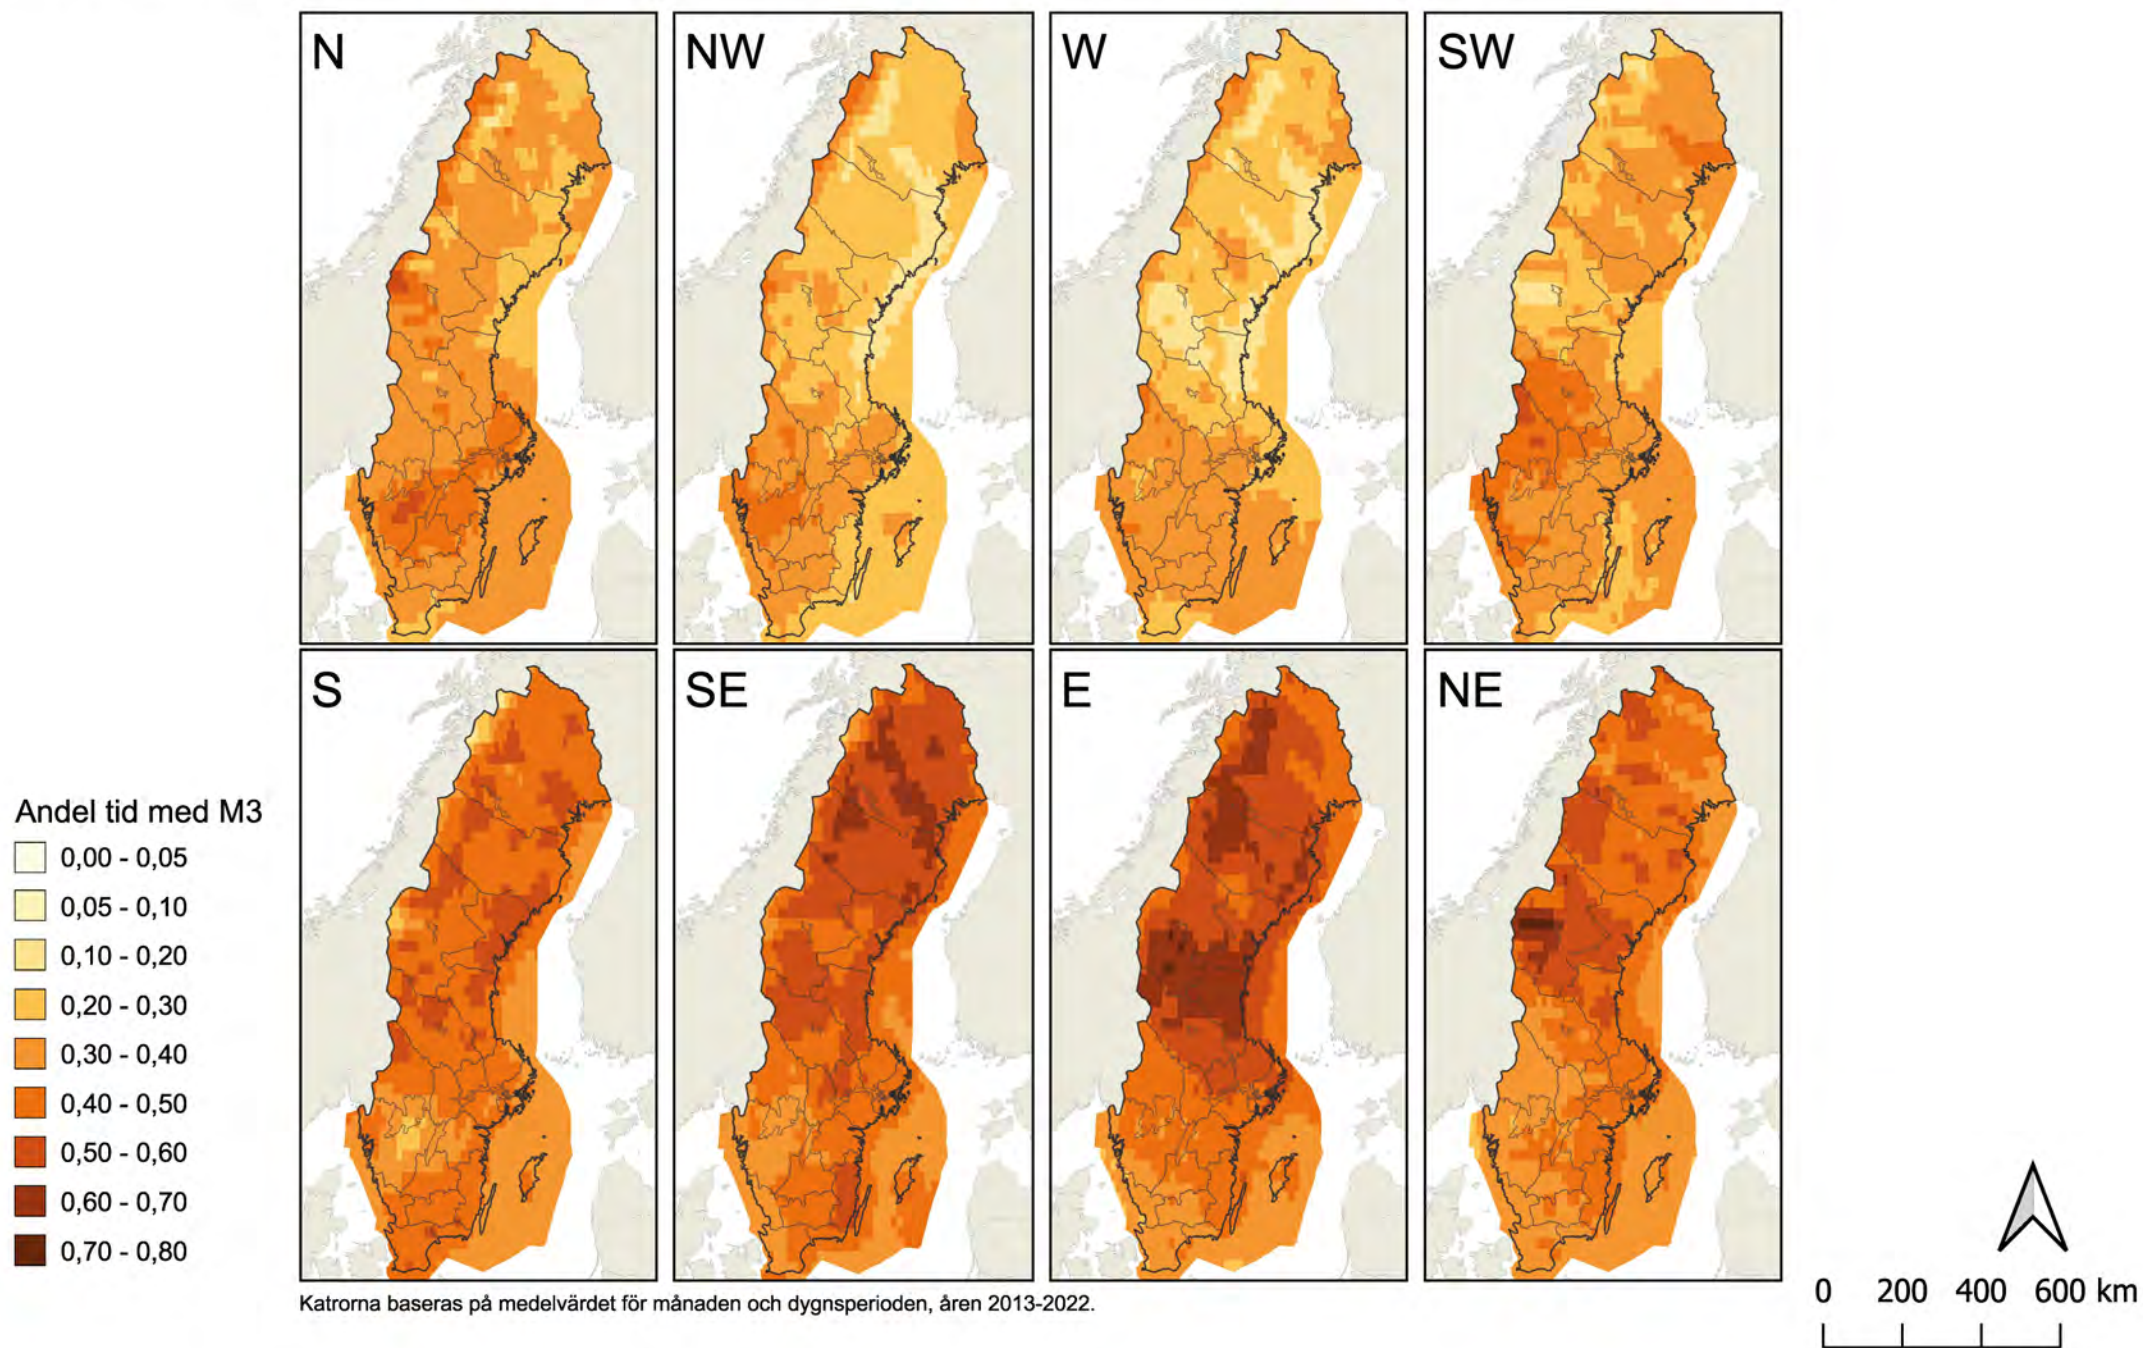 N
NW
W
SW
S
SE
E
NE
Andel tid med M3
0,00 - 0,05
0,05 - 0,10
0,10 - 0,20
0,20 - 0,30
0,30 - 0,40
0,40 - 0,50
0,50 - 0,60
0,60 - 0,70
0,70 - 0,80
Katrorna baseras på medelvärdet för månaden och dygnsperioden, åren 2013-2022.
0 200 400 600 km